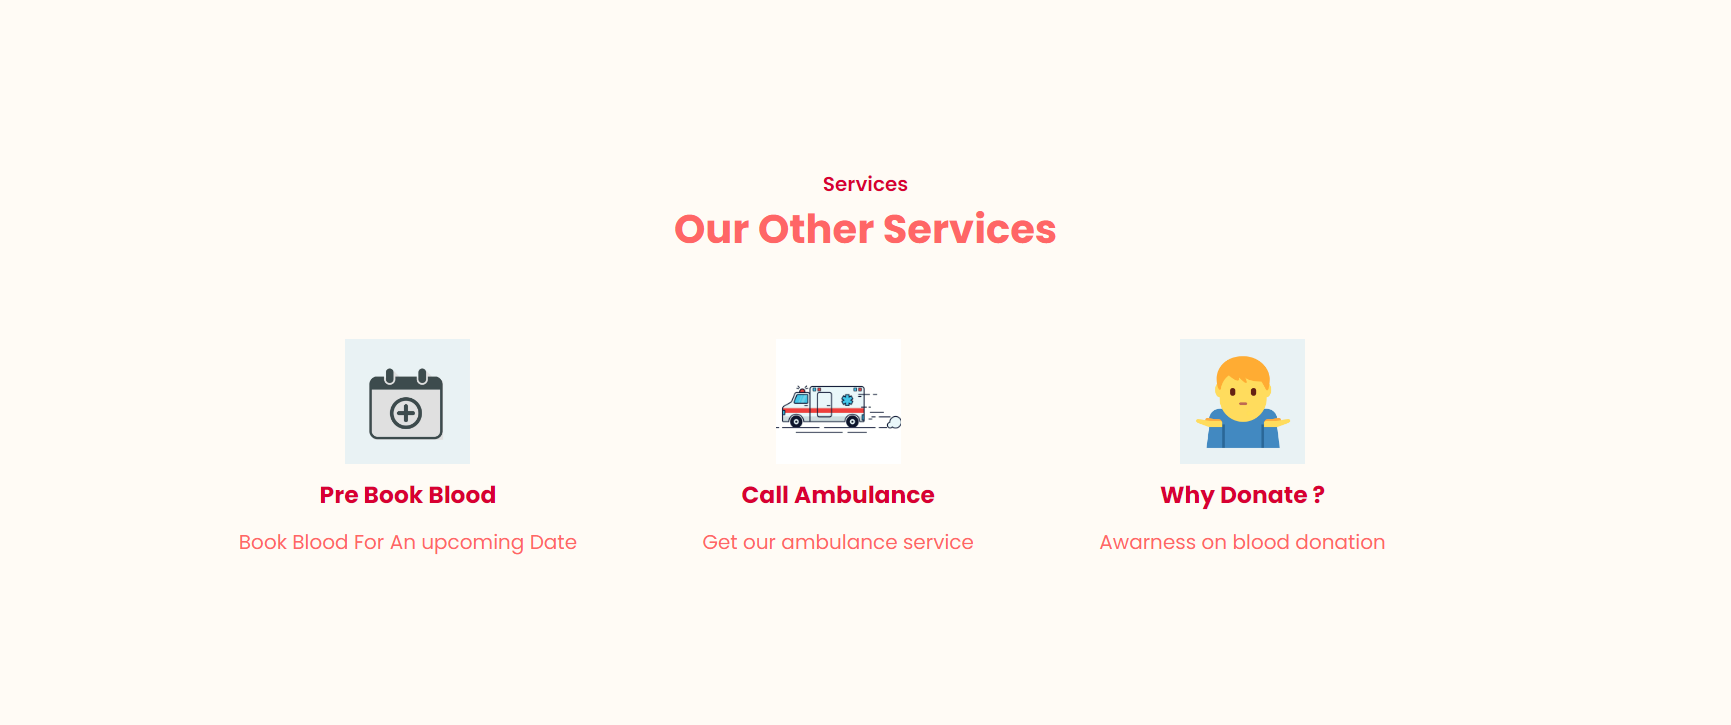 Services
Our Other Services
Pre Book Blood
Call Ambulance
Why Donate ?
Book Blood For An upcoming Date
Get our ambulance service
Awarness on blood donation